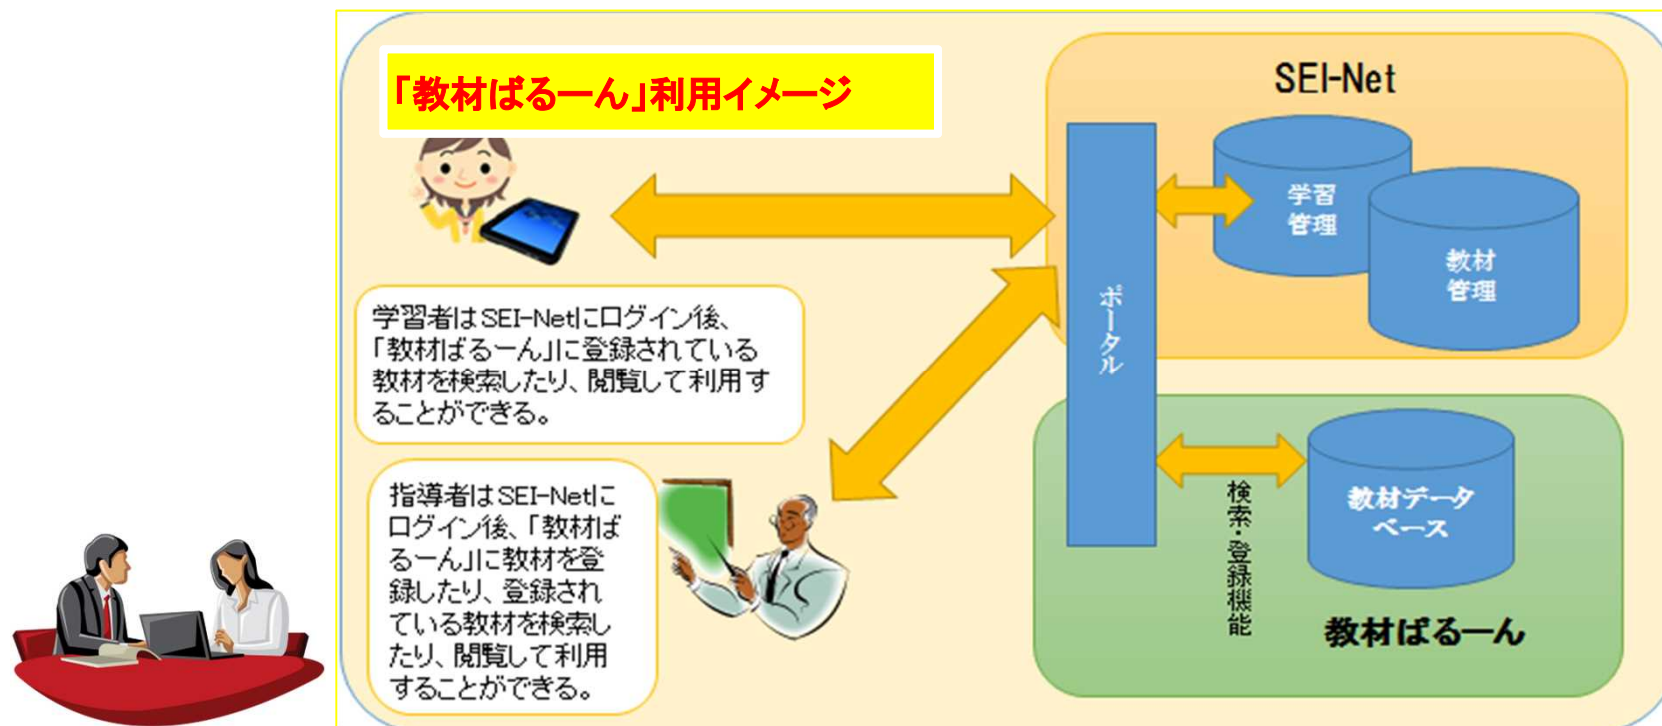 「教材ばるーん」利用イメージ
学習者はSEI-Netにログイン後、
「教材ばるーん」に登録されている
教材を検索したり、閲覧して利用す
ることができる。
指導者はSEI-Netに
ログイン後、「教材ば
るーん」に教材を登
録したり、登録され
ている教材を検索し
たり、閲覧して利用
することができる。
SEI-Net
ポータル
学習
管理
教材
管理
検索・登録機能
教材データ
ベース
教材ばるーん